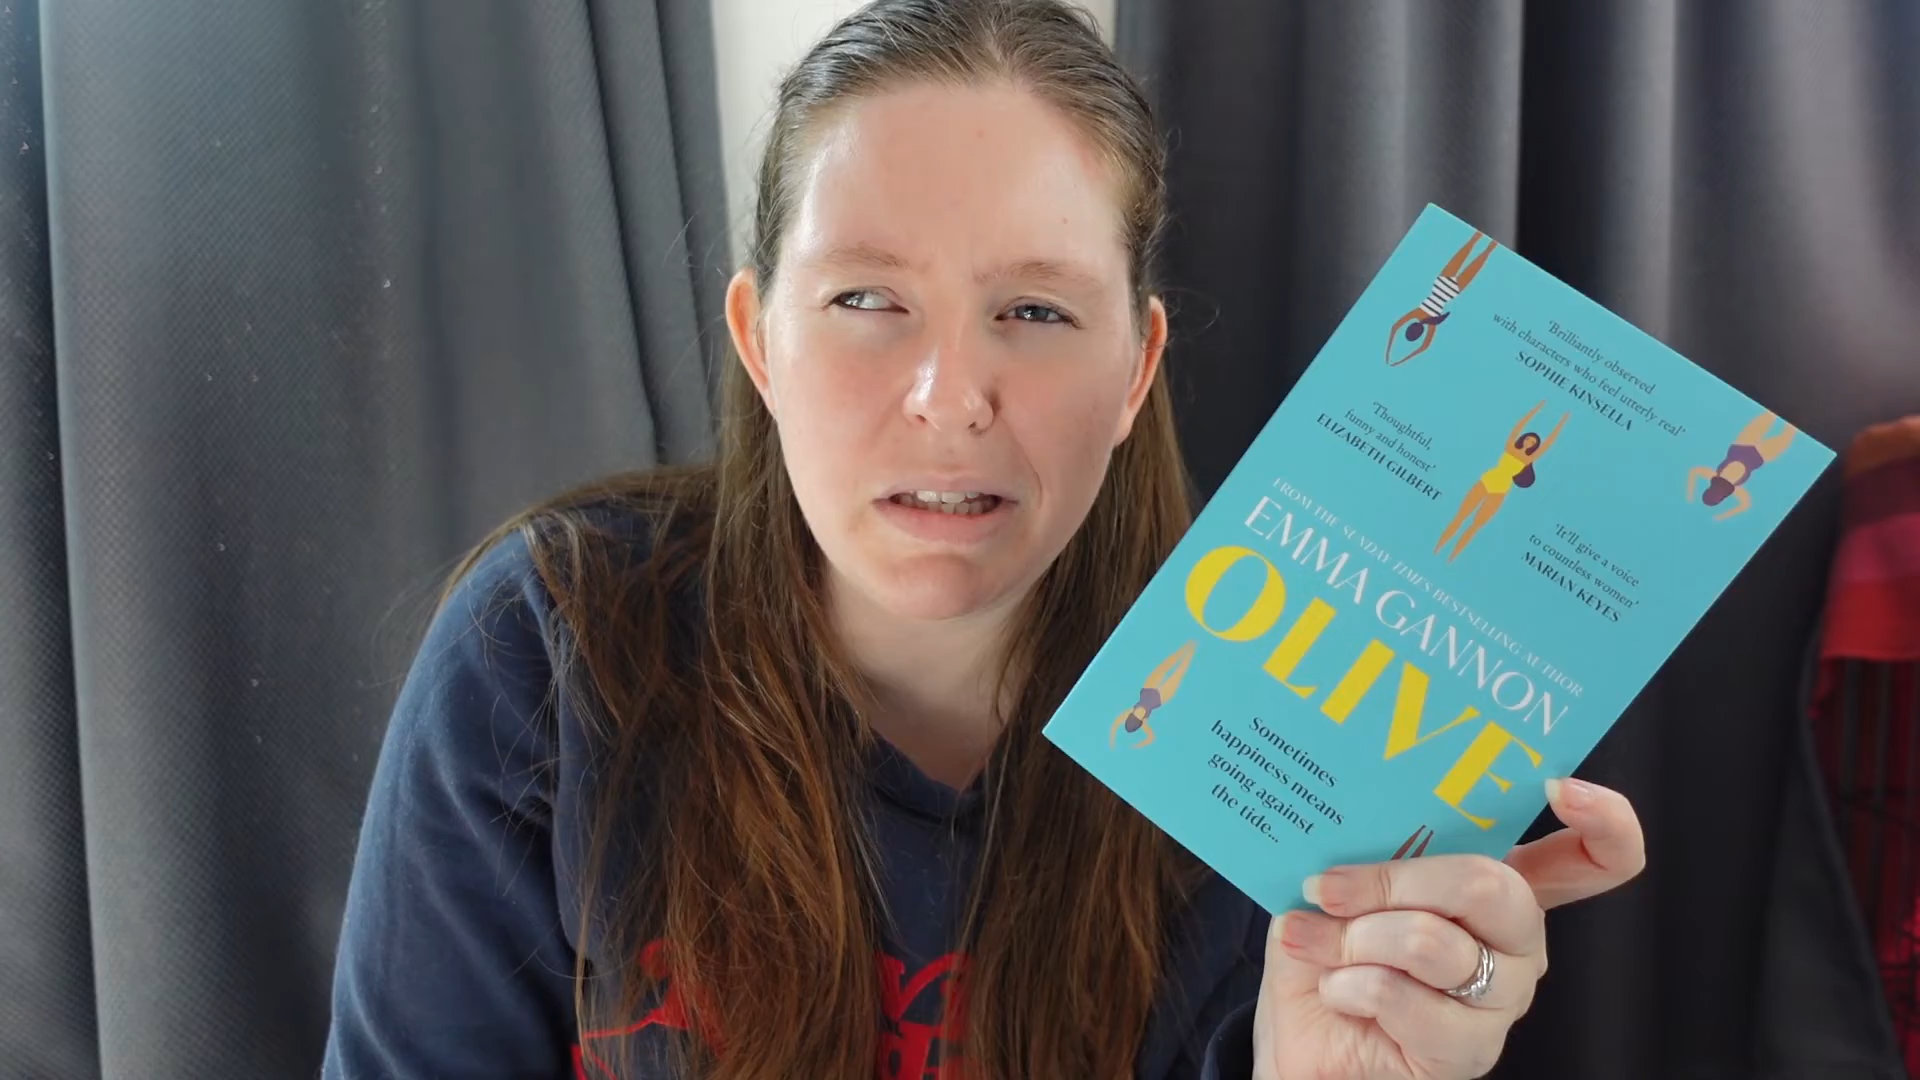 'Brilliantly observed
with characters who feel utterly real'
SOPHIE KINSELLA
'Thoughtful,
funny and honest'
ELIZABETH GILBERT
'It'll give a voice
to countless women'
MARIAN KEYES
FROM THE SUNDAY TIMES BESTSELLING AUTHOR
EMMA GANNON
OLIVE
Sometimes
happiness means
going against
the tide...